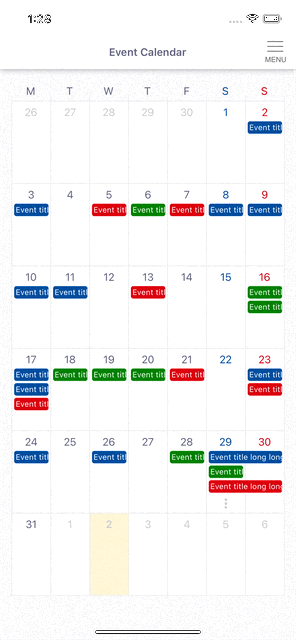 1:26
Event Calendar
MENU
M T W T F S S
26 27 28 29 30 1 2
Event titl
3 4 5 6 7 8 9
Event titl Event titl Event titl Event titl Event titl Event titl
10 11 12 13 14 15 16
Event titl Event titl Event titl Event titl
Event titl
17 18 19 20 21 22 23
Event titl Event titl Event titl Event titl Event titl Event titl
Event titl Event titl
Event titl
24 25 26 27 28 29 30
Event titl Event titl Event titl Event title long long
Event titl
Event title long long
31 1 2 3 4 5 6